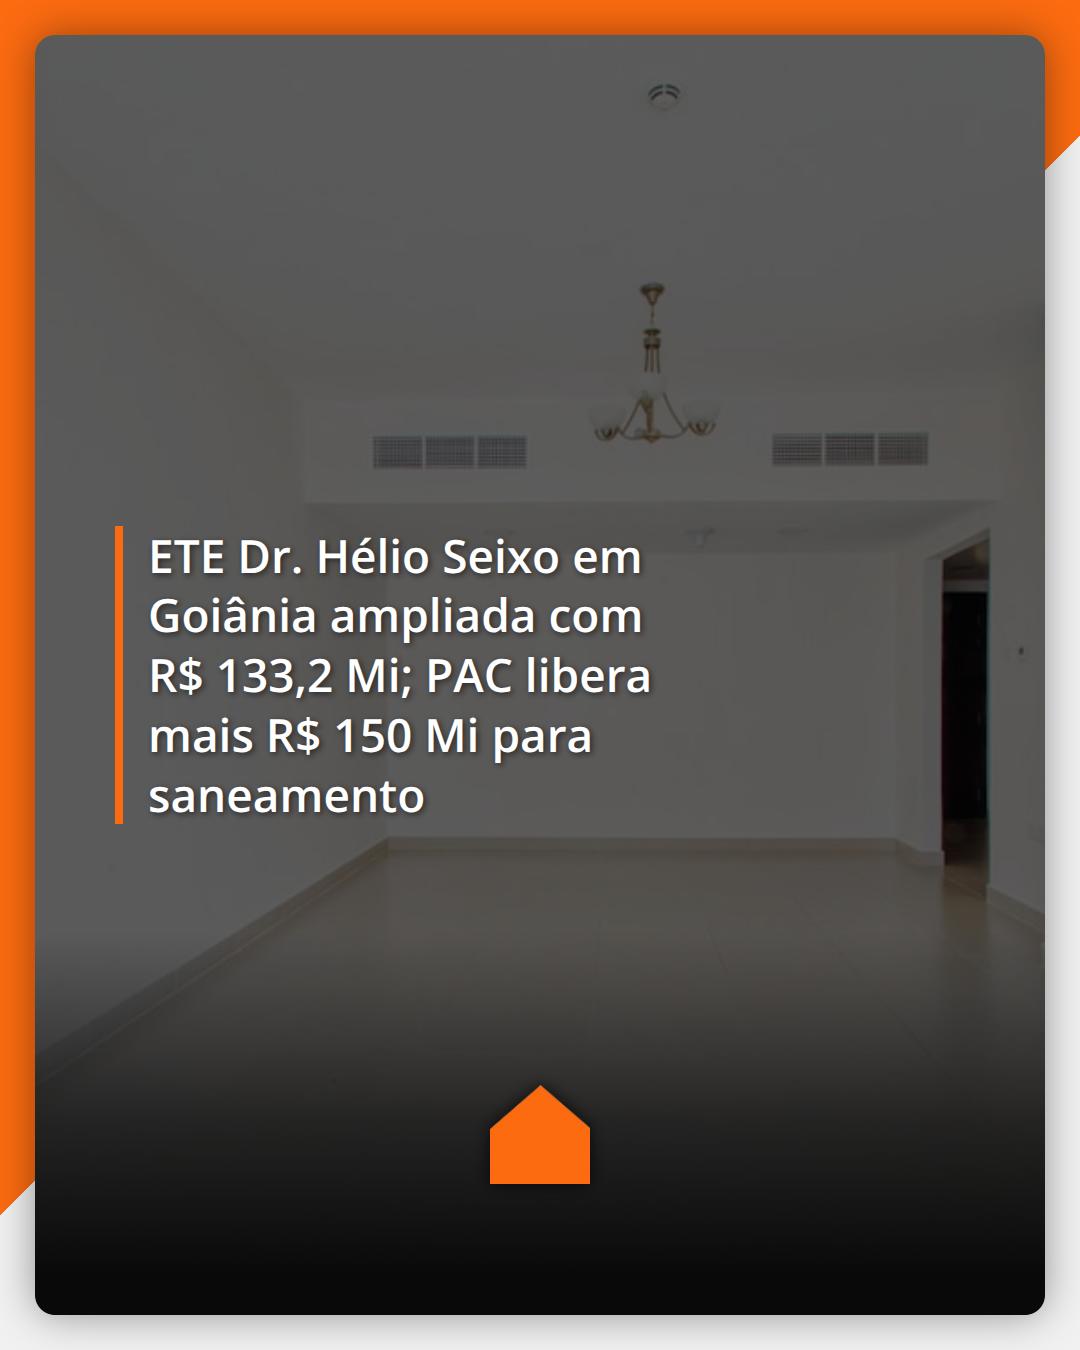 ETE Dr. Hélio Seixo em
Goiânia ampliada com
R$ 133,2 Mi; PAC libera
mais R$ 150 Mi para
saneamento